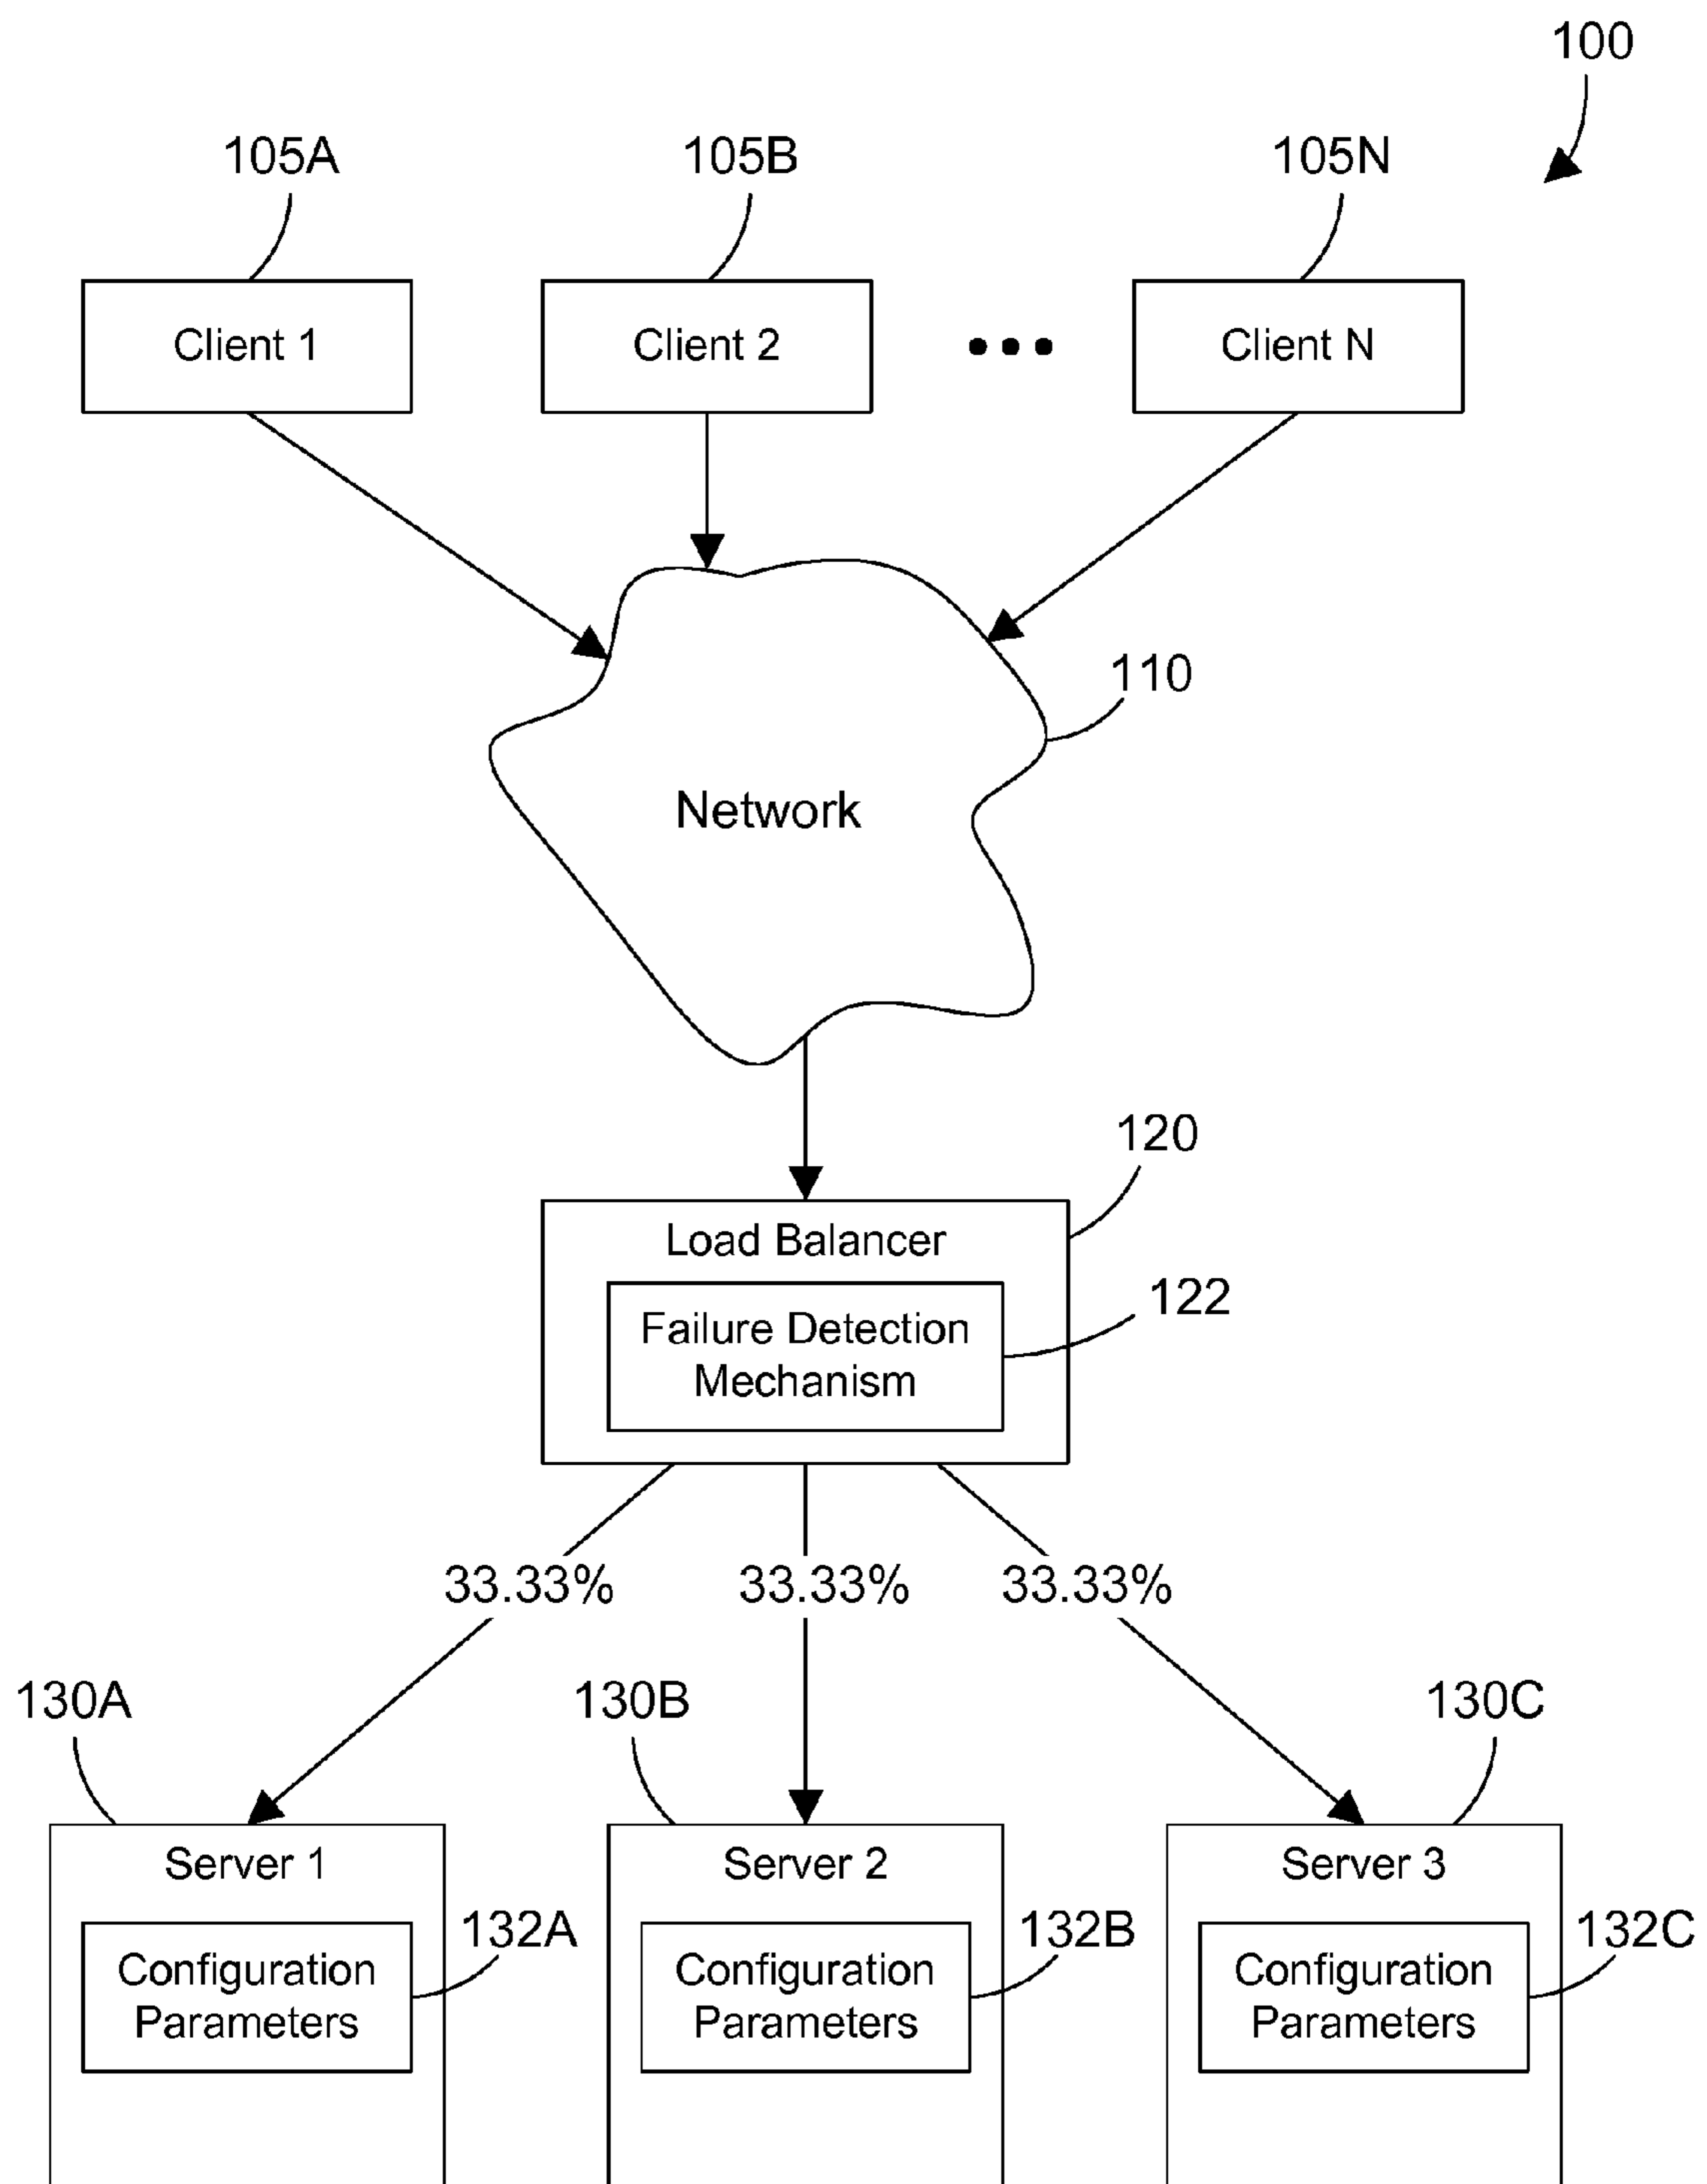 100
105A
105B
105N
Client 1
Client 2
Client N
110
Network
120
Load Balancer
122
Failure Detection
Mechanism
33.33%
33.33%
33.33%
130A
130B
130C
Server 1
Server 2
Server 3
132A
132B
132C
Configuration
Parameters
Configuration
Parameters
Configuration
Parameters